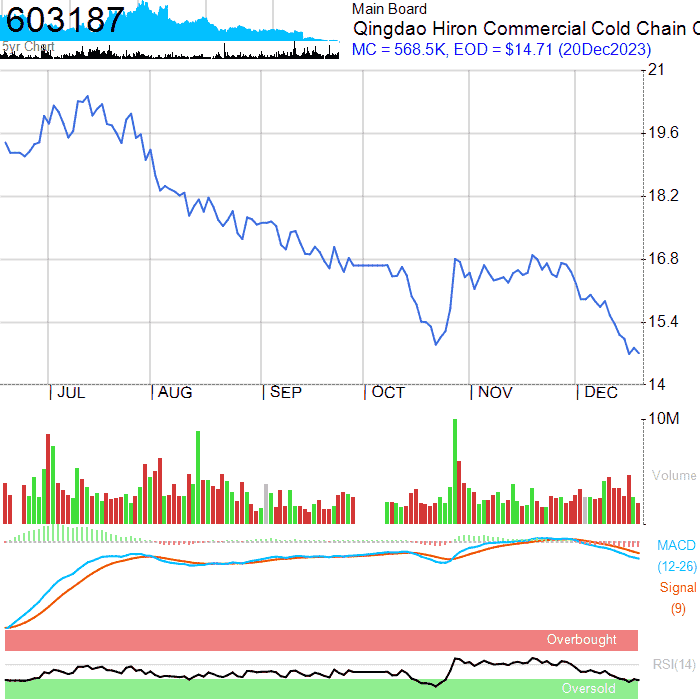 603187
5yr Chart
Main Board
Qingdao Hiron Commercial Cold Chain C
MC = 568.5K, EOD = $14.71 (20Dec2023)
21
19.6
18.2
16.8
15.4
14
JUL AUG SEP OCT NOV DEC
10M
Volume
MACD
(12-26)
Signal
(9)
Overbought
RSI(14)
Oversold